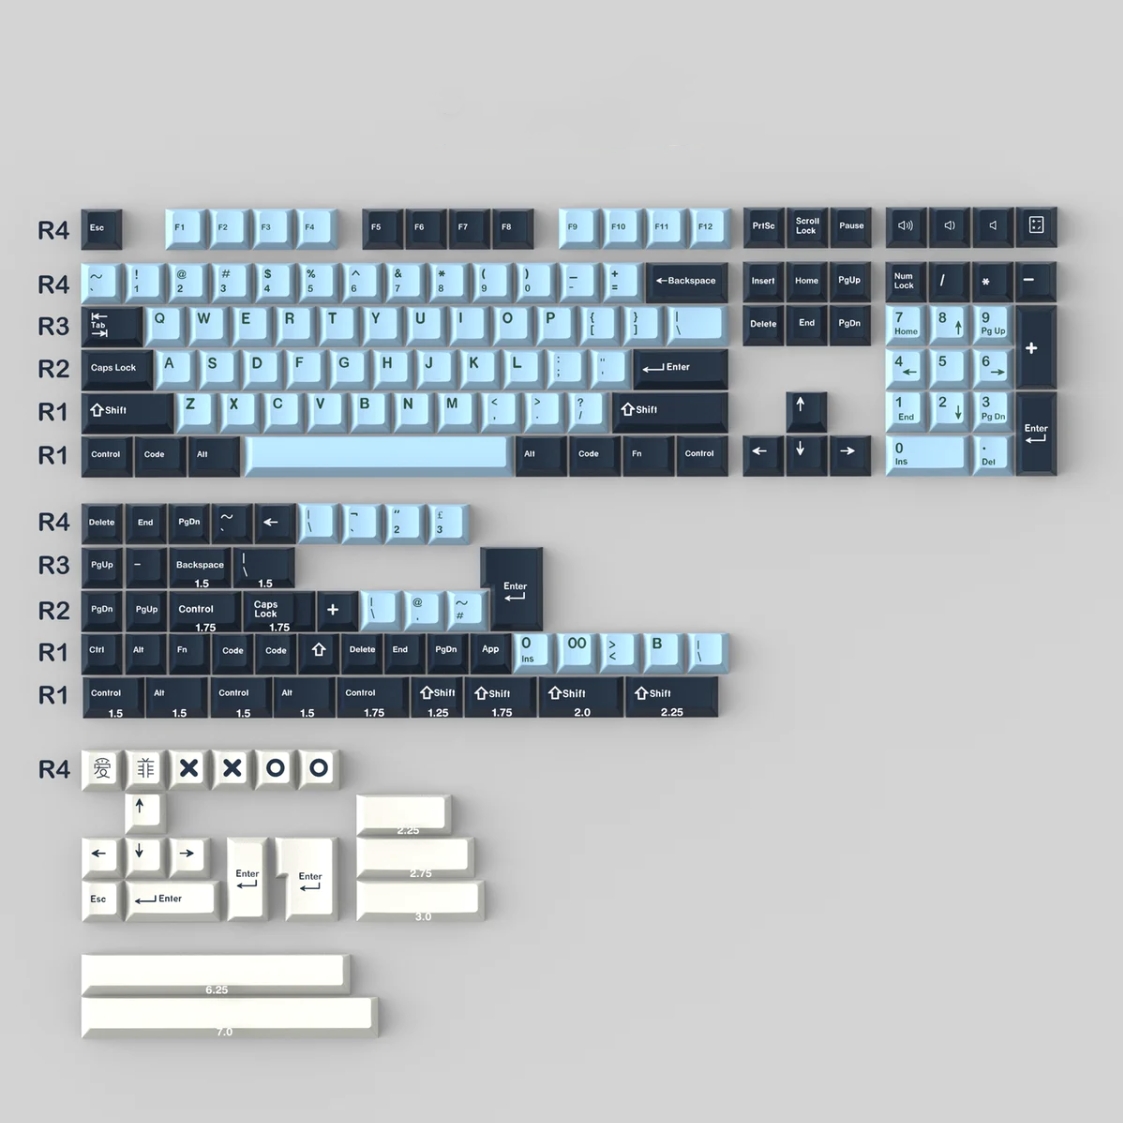 R4 Esc F1 F2 F3 F4 F5 F6 F7 F8 F9 F10 F11 F12 PrtSc Scroll Lock Pause
R4 ~ ` ! 1 @ 2 # 3 $ 4 % 5 ^ 6 & 7 * 8 ( 9 ) 0 _ - + = ←Backspace Insert Home PgUp Num Lock / * −
R3 Tab Q W E R T Y U I O P { [ } ] | \ Delete End PgDn 7 Home 8 ↑ 9 Pg Up +
R2 Caps Lock A S D F G H J K L : ; " ' Enter 4 ← 5 6 →
R1 ⇧Shift Z X C V B N M < , > . ? / ⇧Shift ↑ 1 End 2 ↓ 3 Pg Dn Enter
R1 Control Code Alt Alt Code Fn Control ← ↓ → 0 Ins . Del
R4 Delete End PgDn ~ ` ← | \ ¬ ` " 2 £ 3
R3 PgUp − Backspace 1.5 | \ 1.5 Enter
R2 PgDn PgUp Control 1.75 Caps Lock 1.75 + | \ @ ' ~ #
R1 Ctrl Alt Fn Code Code ⇧ Delete End PgDn App 0 Ins 00 > < B | \
R1 Control 1.5 Alt 1.5 Control 1.5 Alt 1.5 Control 1.75 ⇧Shift 1.25 ⇧Shift 1.75 ⇧Shift 2.0 ⇧Shift 2.25
R4 X X O O
↑ 2.25
← ↓ → Enter Enter 2.75
Esc Enter 3.0
6.25
7.0